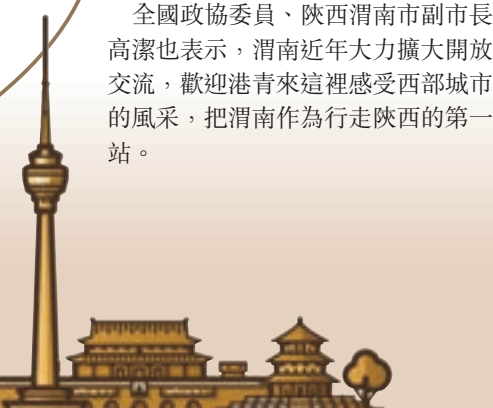 全國政協委員、陝西渭南市副市長
高潔也表示，渭南近年大力擴大開放
交流，歡迎港青來這裡感受西部城市
的風采，把渭南作為行走陝西的第一
站。